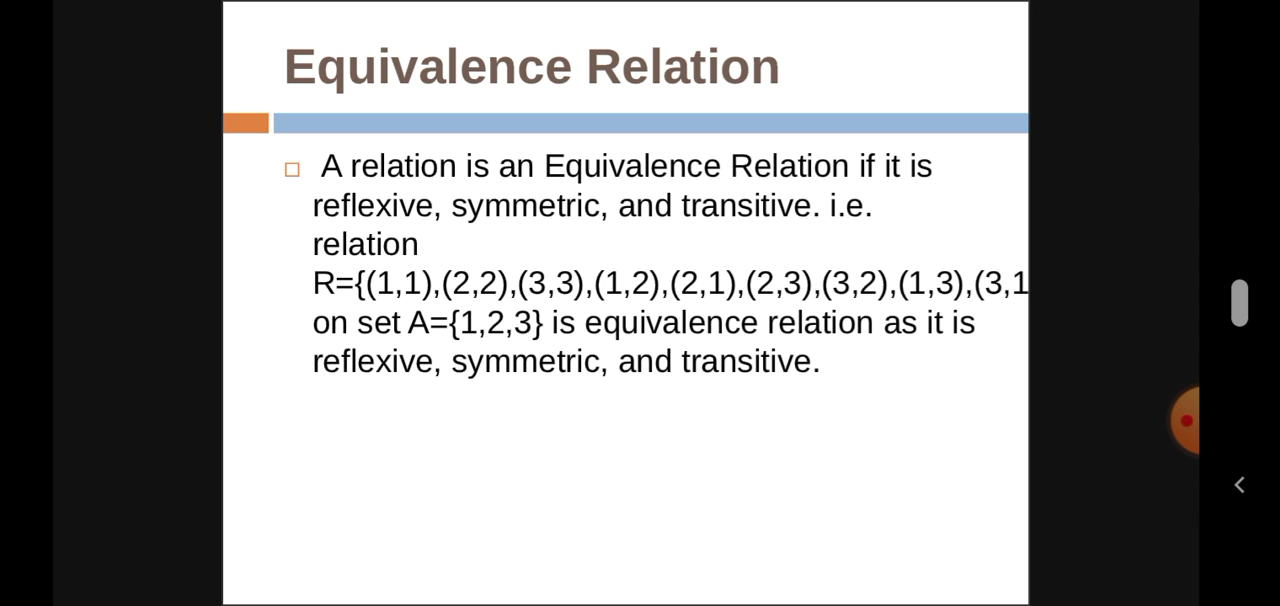 Equivalence Relation
A relation is an Equivalence Relation if it is
reflexive, symmetric, and transitive. i.e.
relation
R={(1,1),(2,2),(3,3),(1,2),(2,1),(2,3),(3,2),(1,3),(3,1
on set A={1,2,3} is equivalence relation as it is
reflexive, symmetric, and transitive.